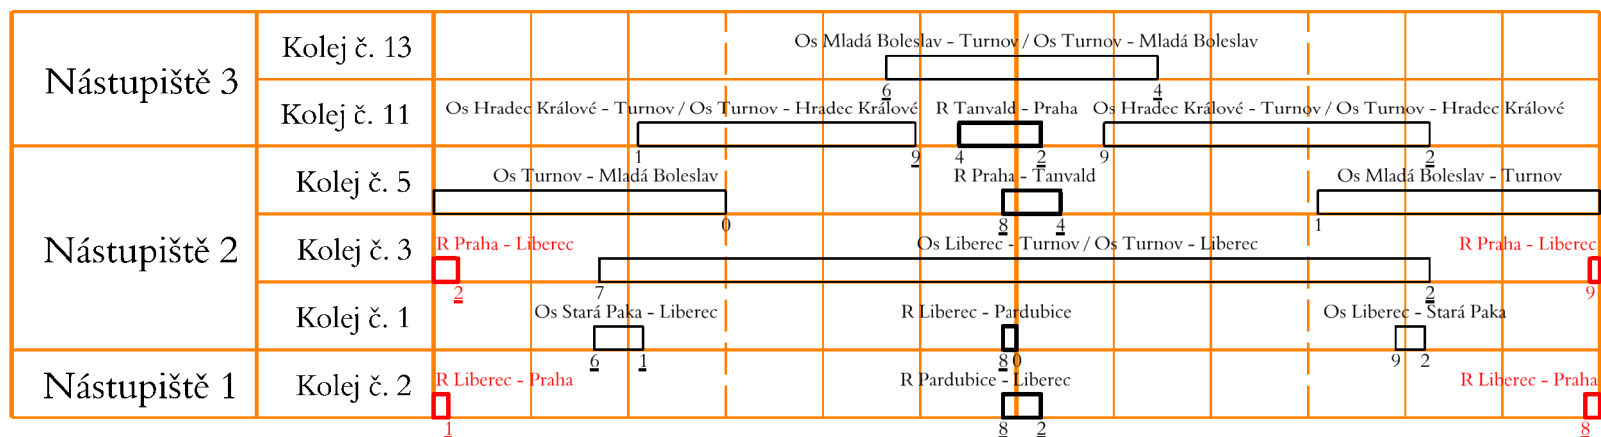 Kolej č. 13
Os Mladá Boleslav - Turnov / Os Turnov - Mladá Boleslav
6 4
Nástupiště 3
Kolej č. 11
Os Hradec Králové - Turnov / Os Turnov - Hradec Králové R Tanvald - Praha Os Hradec Králové - Turnov / Os Turnov - Hradec Králové
1 9 4 2 9 2
Kolej č. 5
Os Turnov - Mladá Boleslav R Praha - Tanvald Os Mladá Boleslav - Turnov
0 8 4 1
Nástupiště 2
Kolej č. 3
R Praha - Liberec Os Liberec - Turnov / Os Turnov - Liberec R Praha - Liberec
2 7 2 9
Kolej č. 1
Os Stará Paka - Liberec R Liberec - Pardubice Os Liberec - Stará Paka
6 1 8 0 9 2
Nástupiště 1
Kolej č. 2
R Liberec - Praha R Pardubice - Liberec R Liberec - Praha
1 8 2 8